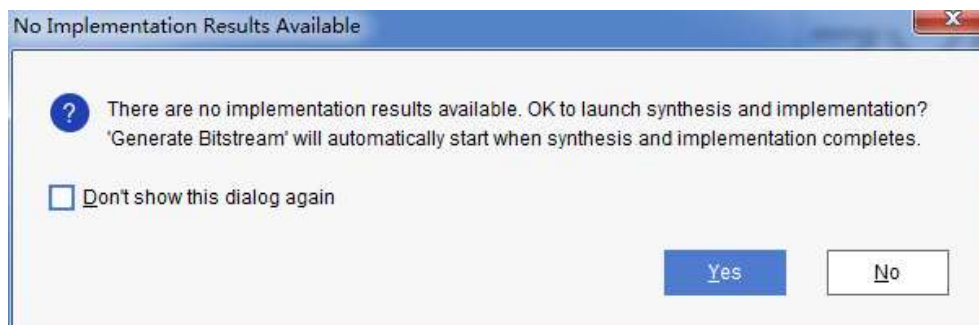 No Implementation Results Available
There are no implementation results available. OK to launch synthesis and implementation?
'Generate Bitstream' will automatically start when synthesis and implementation completes.
Don't show this dialog again
Yes
No